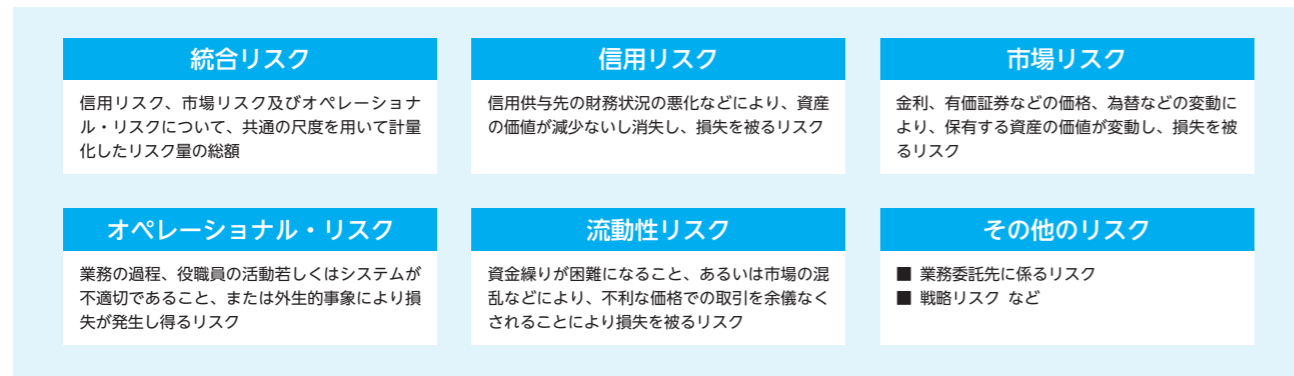 統合リスク
信用リスク、市場リスク及びオペレーショナ
ル・リスクについて、共通の尺度を用いて計量
化したリスク量の総額
信用リスク
信用供与先の財務状況の悪化などにより、資産
の価値が減少ないし消失し、損失を被るリスク
市場リスク
金利、有価証券などの価格、為替などの変動に
より、保有する資産の価値が変動し、損失を被
るリスク
オペレーショナル・リスク
業務の過程、役職員の活動若しくはシステムが
不適切であること、または外生的事象により損
失が発生し得るリスク
流動性リスク
資金繰りが困難になること、あるいは市場の混
乱などにより、不利な価格での取引を余儀なく
されることにより損失を被るリスク
その他のリスク
■ 業務委託先に係るリスク
■ 戦略リスク など